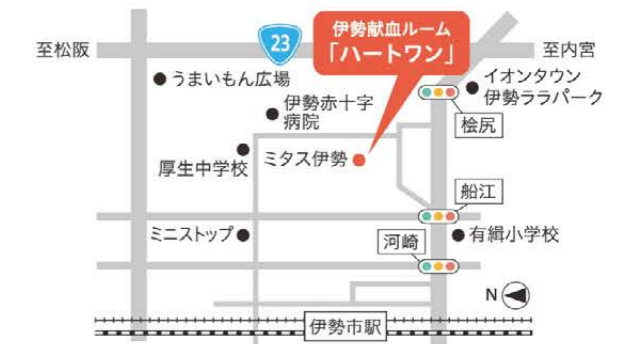 伊勢献血ルーム
「ハートワン」
至松阪
23
至内宮
うまいもん広場
イオンタウン
伊勢ララパーク
伊勢赤十字
病院
桧尻
厚生中学校
ミタス伊勢
船江
ミニストップ
河崎
有緝小学校
N
伊勢市駅